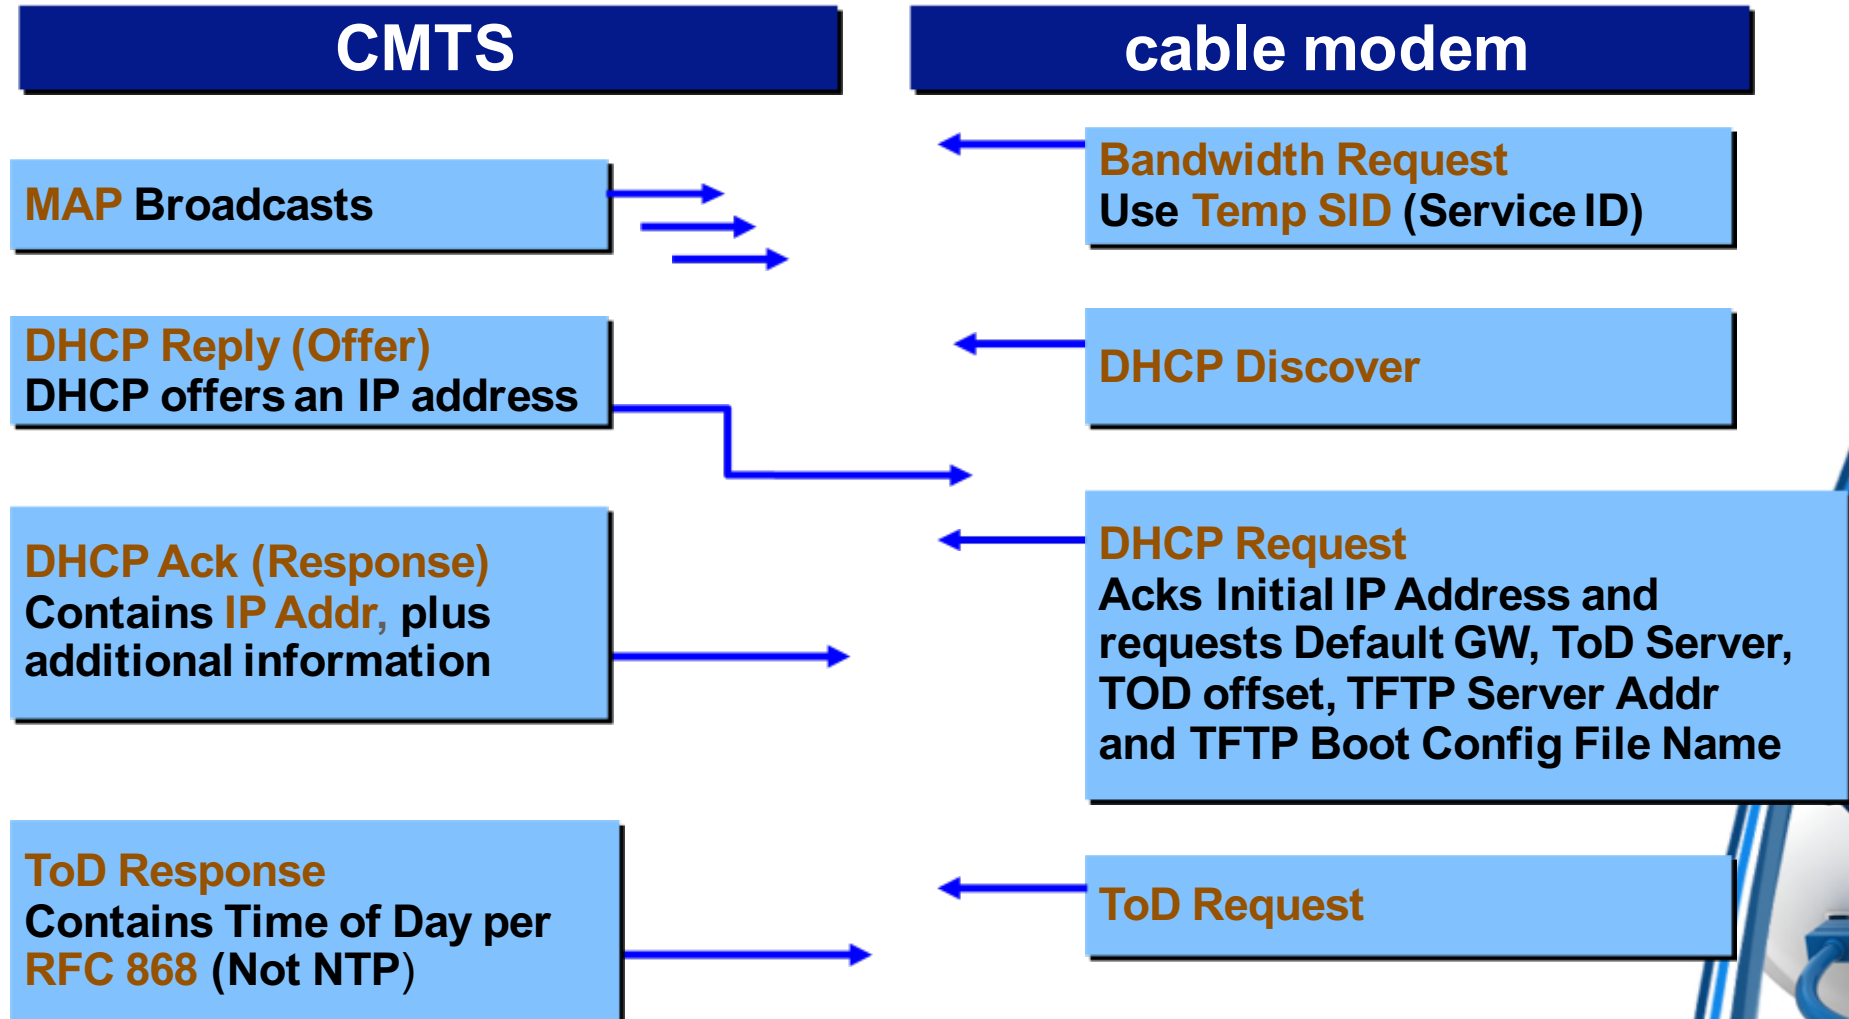 CMTS
cable modem
MAP Broadcasts
Bandwidth Request
Use Temp SID (Service ID)
DHCP Reply (Offer)
DHCP offers an IP address
DHCP Discover
DHCP Ack (Response)
Contains IP Addr, plus
additional information
DHCP Request
Acks Initial IP Address and
requests Default GW, ToD Server,
TOD offset, TFTP Server Addr
and TFTP Boot Config File Name
ToD Response
Contains Time of Day per
RFC 868 (Not NTP)
ToD Request